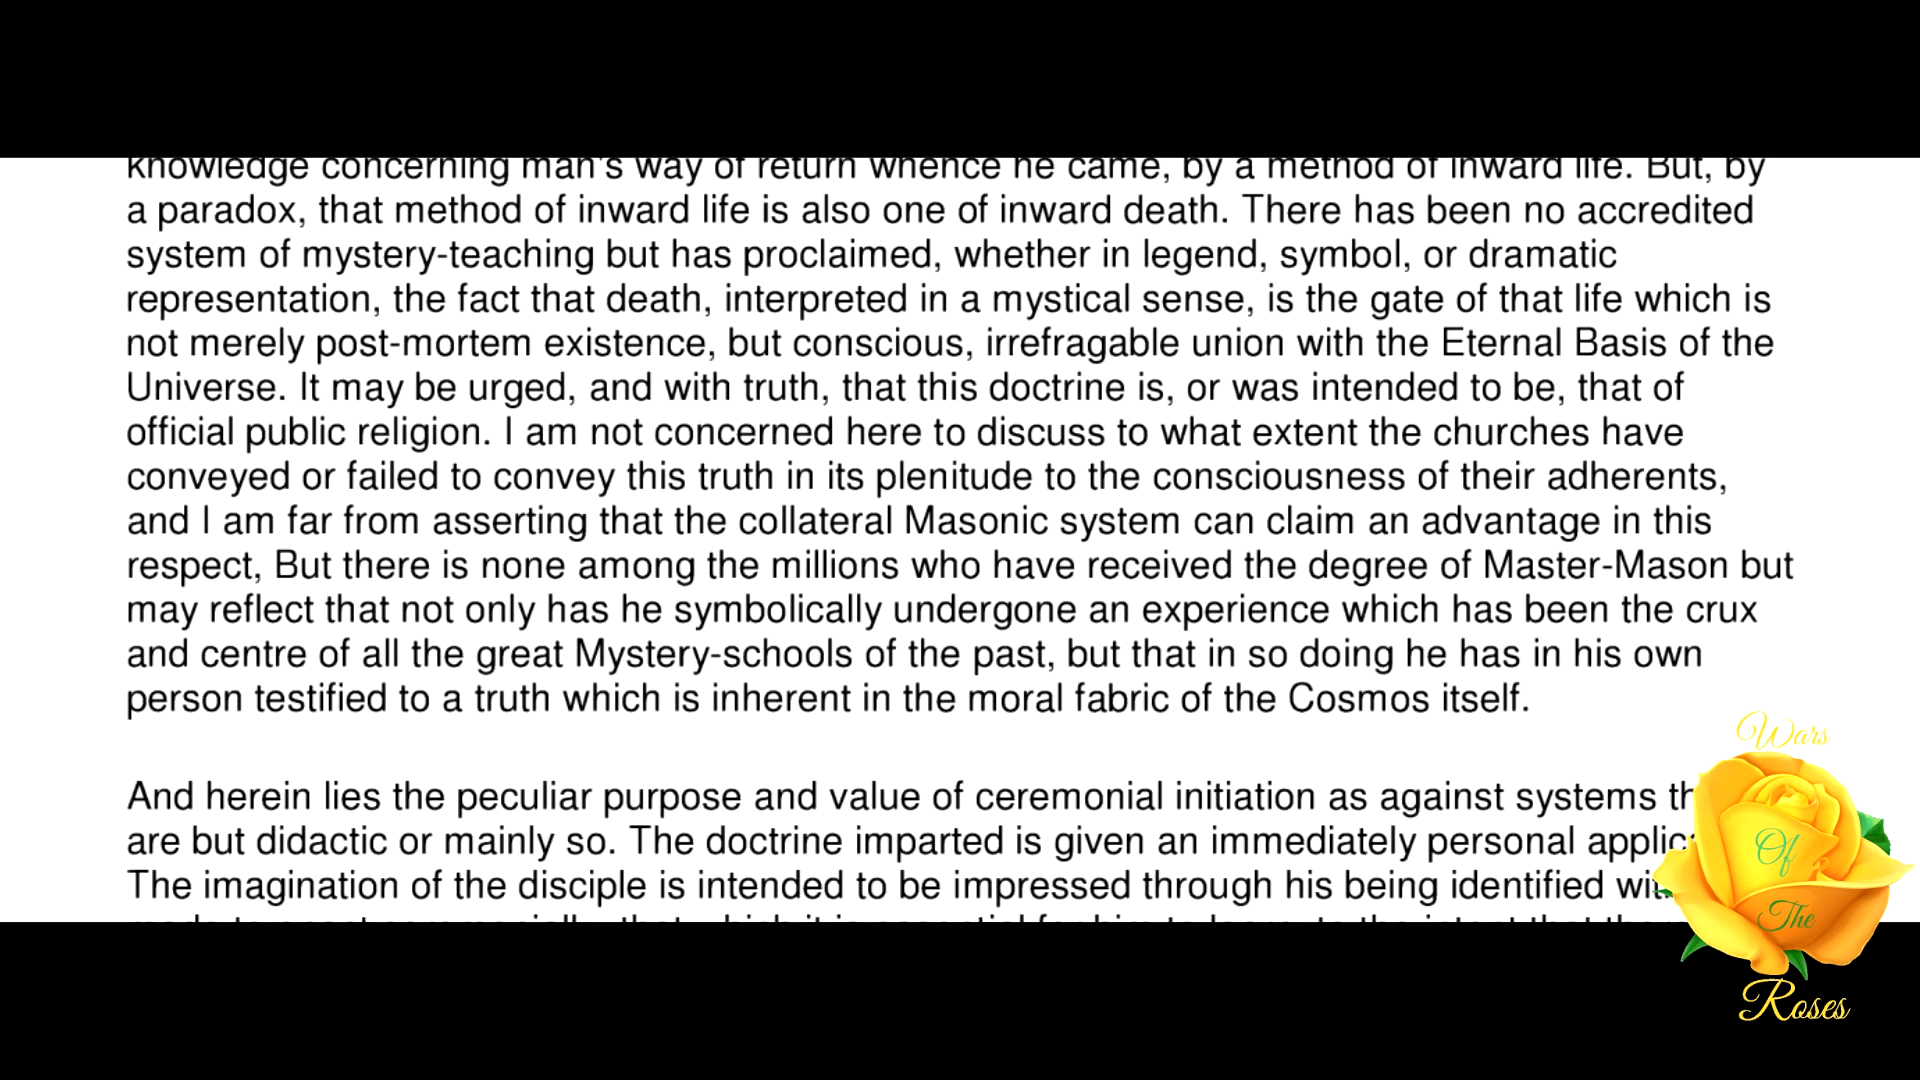 knowledge concerning man's way of return whence he came, by a method of inward life. But, by
a paradox, that method of inward life is also one of inward death. There has been no accredited
system of mystery-teaching but has proclaimed, whether in legend, symbol, or dramatic
representation, the fact that death, interpreted in a mystical sense, is the gate of that life which is
not merely post-mortem existence, but conscious, irrefragable union with the Eternal Basis of the
Universe. It may be urged, and with truth, that this doctrine is, or was intended to be, that of
official public religion. I am not concerned here to discuss to what extent the churches have
conveyed or failed to convey this truth in its plenitude to the consciousness of their adherents,
and I am far from asserting that the collateral Masonic system can claim an advantage in this
respect, But there is none among the millions who have received the degree of Master-Mason but
may reflect that not only has he symbolically undergone an experience which has been the crux
and centre of all the great Mystery-schools of the past, but that in so doing he has in his own
person testified to a truth which is inherent in the moral fabric of the Cosmos itself.
And herein lies the peculiar purpose and value of ceremonial initiation as against systems
are but didactic or mainly so. The doctrine imparted is given an immediately personal
The imagination of the disciple is intended to be impressed through his being identified
Wars
Of
The
Roses